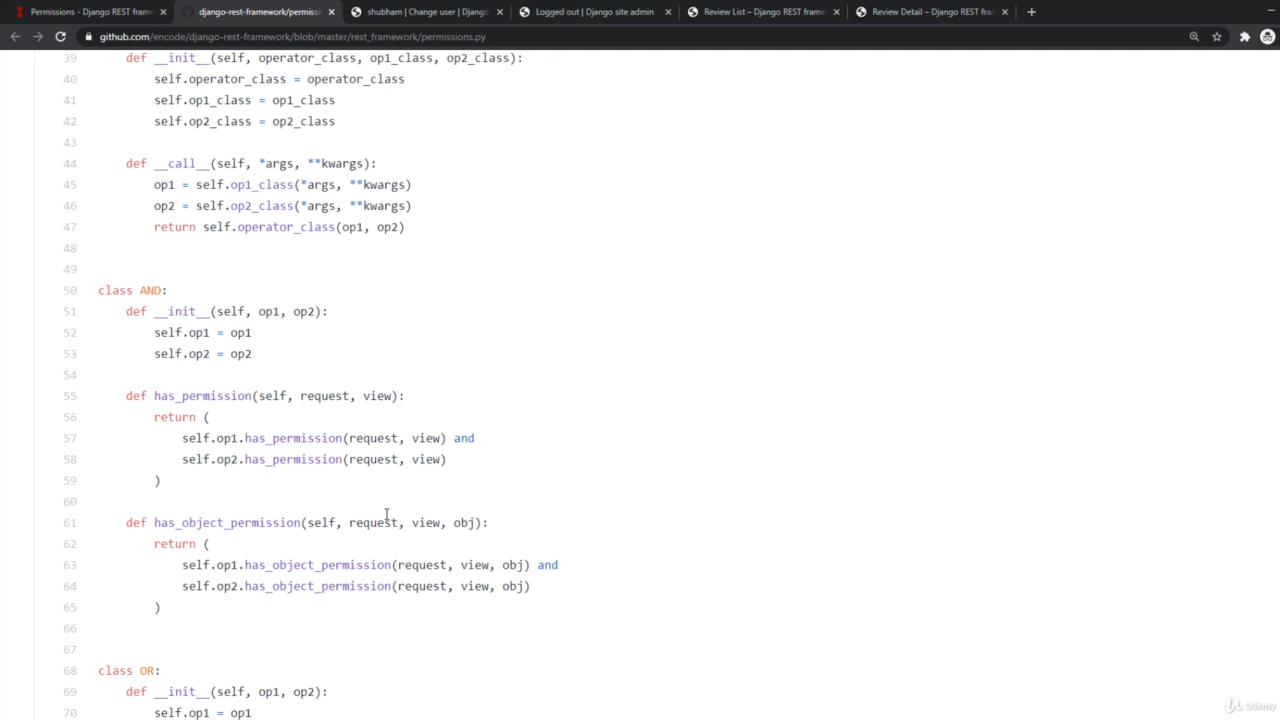 Permissions - Django REST frame
django-rest-framework/permissi
shubham | Change user | Django
Logged out | Django site admin
Review List – Django REST frame
Review Detail – Django REST fra
github.com/encode/django-rest-framework/blob/master/rest_framework/permissions.py
39 def __init__(self, operator_class, op1_class, op2_class):
40 self.operator_class = operator_class
41 self.op1_class = op1_class
42 self.op2_class = op2_class
43
44 def __call__(self, *args, **kwargs):
45 op1 = self.op1_class(*args, **kwargs)
46 op2 = self.op2_class(*args, **kwargs)
47 return self.operator_class(op1, op2)
48
49
50 class AND:
51 def __init__(self, op1, op2):
52 self.op1 = op1
53 self.op2 = op2
54
55 def has_permission(self, request, view):
56 return (
57 self.op1.has_permission(request, view) and
58 self.op2.has_permission(request, view)
59 )
60
61 def has_object_permission(self, request, view, obj):
62 return (
63 self.op1.has_object_permission(request, view, obj) and
64 self.op2.has_object_permission(request, view, obj)
65 )
66
67
68 class OR:
69 def __init__(self, op1, op2):
70 self.op1 = op1
Udemy